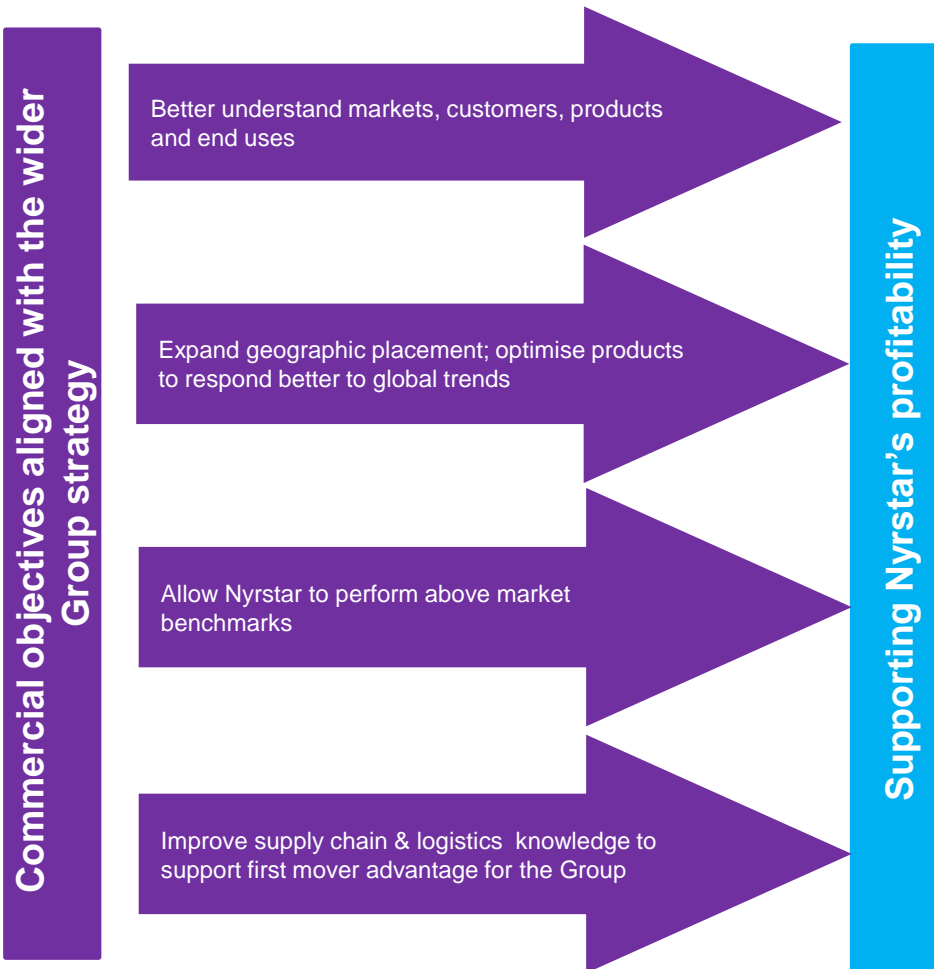 Commercial objectives aligned with the wider
Group strategy
Better understand markets, customers, products
and end uses
Expand geographic placement; optimise products
to respond better to global trends
Allow Nyrstar to perform above market
benchmarks
Improve supply chain & logistics  knowledge to
support first mover advantage for the Group
Supporting Nyrstar’s profitability